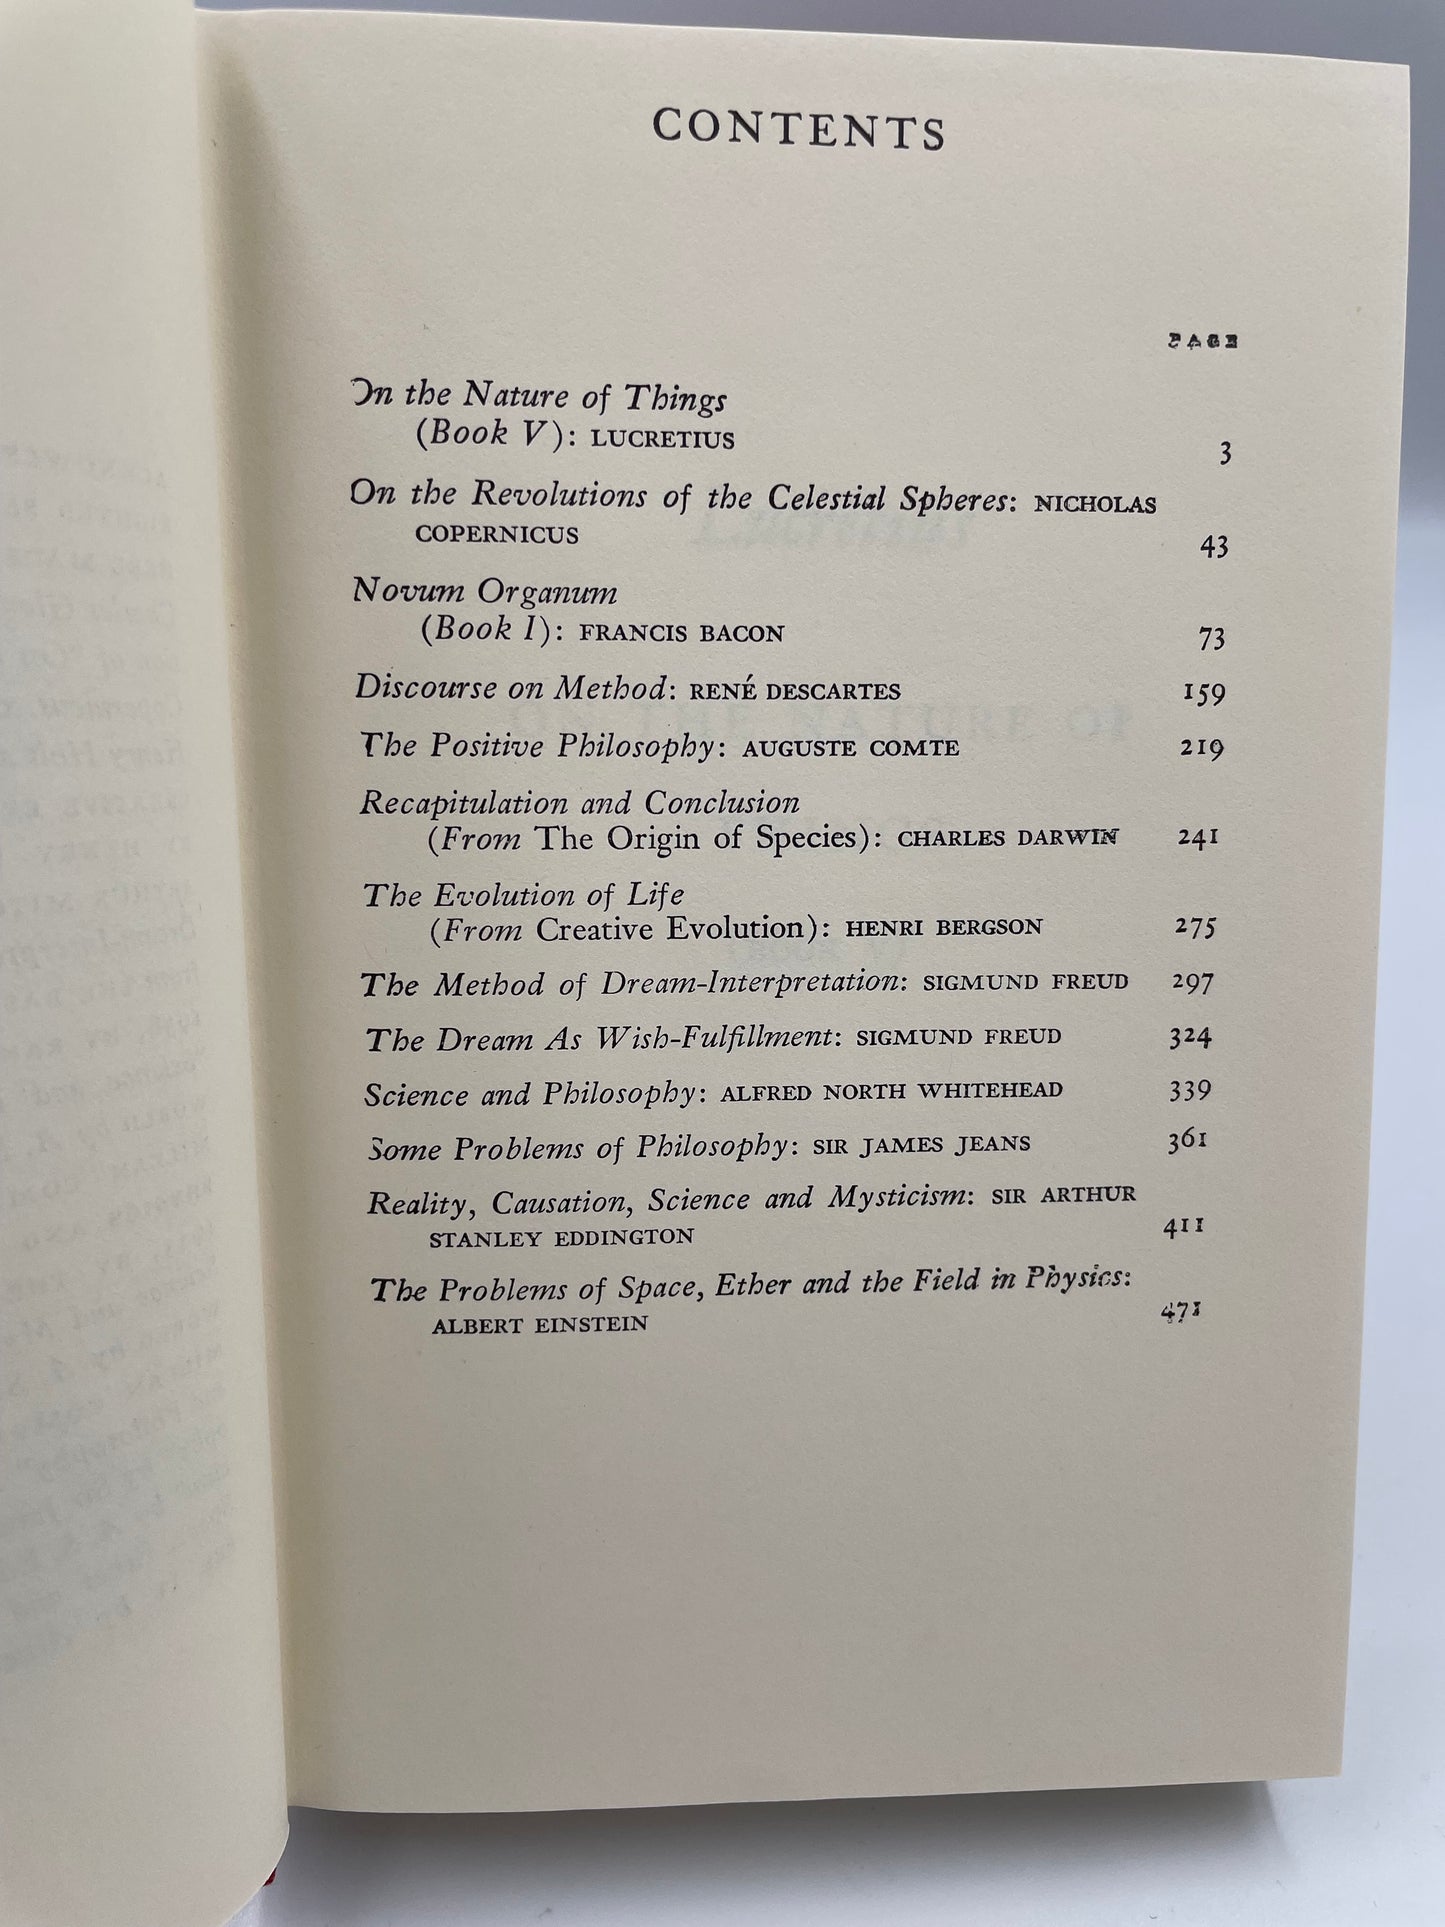 CONTENTS
PAGE
On the Nature of Things
(Book V): LUCRETIUS 3
On the Revolutions of the Celestial Spheres: NICHOLAS
COPERNICUS 43
Novum Organum
(Book I): FRANCIS BACON 73
Discourse on Method: RENÉ DESCARTES 159
The Positive Philosophy: AUGUSTE COMTE 219
Recapitulation and Conclusion
(From The Origin of Species): CHARLES DARWIN 241
The Evolution of Life
(From Creative Evolution): HENRI BERGSON 275
The Method of Dream-Interpretation: SIGMUND FREUD 297
The Dream As Wish-Fulfillment: SIGMUND FREUD 324
Science and Philosophy: ALFRED NORTH WHITEHEAD 339
Some Problems of Philosophy: SIR JAMES JEANS 361
Reality, Causation, Science and Mysticism: SIR ARTHUR
STANLEY EDDINGTON 411
The Problems of Space, Ether and the Field in Physics:
ALBERT EINSTEIN 471